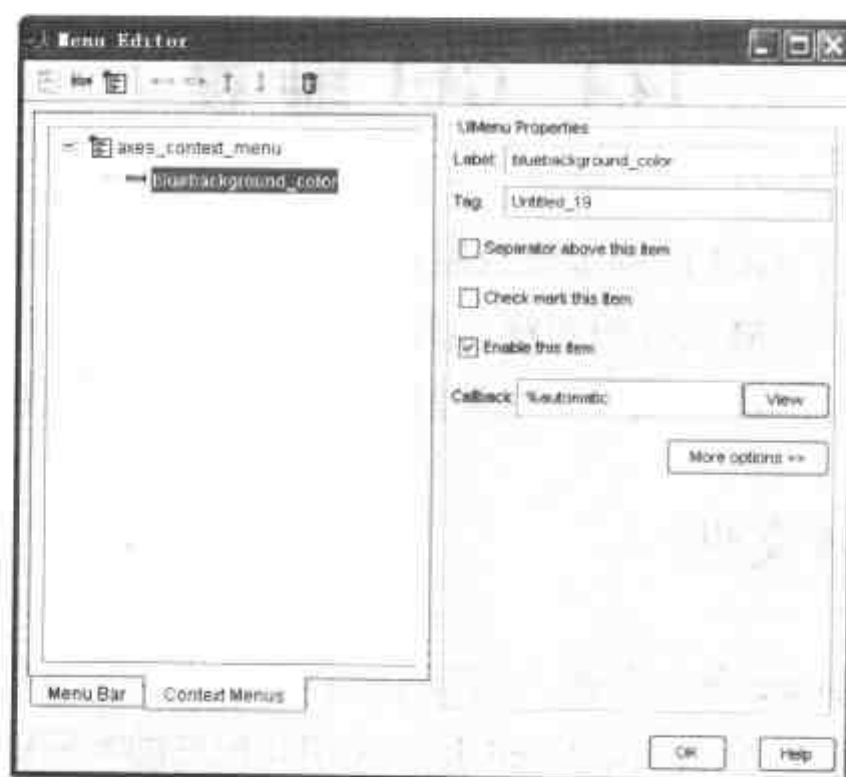 Menu Editor
axes_context_menu
bluebackground_color
UIMenu Properties
Label: bluebackground_color
Tag: Untitled_19
Separator above this item
Check mark this item
Enable this item
Callback: %automatic
View
More options >>
Menu Bar
Context Menus
OK
Help